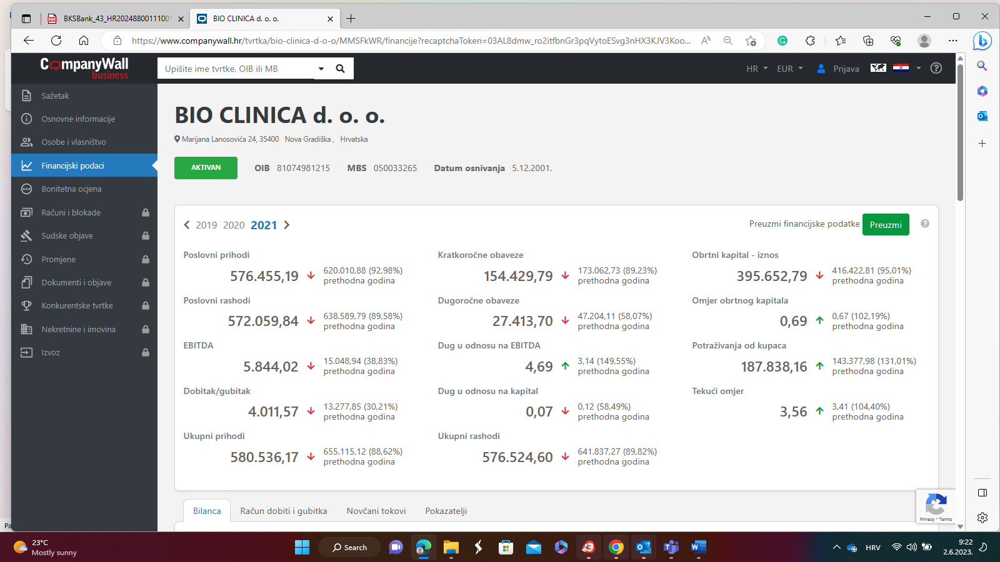 BKSBank_43_HR20248800111001
BIO CLINICA d. o. o.
https://www.companywall.hr/tvrtka/bio-clinica-d-o-o/MMSFkWR/financije?recaptchaToken=03AL8dmw_ro2itfbnGr3pqVytoESvg3nHX3KJV3Koo...
CompanyWall
business
Upišite ime tvrtke, OIB ili MB
HR
EUR
Prijava
Sažetak
Osnovne informacije
Osobe i vlasništvo
Financijski podaci
Bonitetna ocjena
Računi i blokade
Sudske objave
Promjene
Dokumenti i objave
Konkurentske tvrtke
Nekretnine i imovina
Izvoz
BIO CLINICA d. o. o.
Marijana Lanosovića 24, 35400 Nova Gradiška , Hrvatska
AKTIVAN
OIB 81074981215 MBS 050033265 Datum osnivanja 5.12.2001.
2019 2020 2021
Preuzmi financijske podatke Preuzmi
Poslovni prihodi
576.455,19
620.010,88 (92,98%)
prethodna godina
Kratkoročne obaveze
154.429,79
173.062,73 (89,23%)
prethodna godina
Obrtni kapital - iznos
395.652,79
416.422,81 (95,01%)
prethodna godina
Poslovni rashodi
572.059,84
638.589,79 (89,58%)
prethodna godina
Dugoročne obaveze
27.413,70
47.204,11 (58,07%)
prethodna godina
Omjer obrtnog kapitala
0,69
0,67 (102,19%)
prethodna godina
EBITDA
5.844,02
15.048,94 (38,83%)
prethodna godina
Dug u odnosu na EBITDA
4,69
3,14 (149,55%)
prethodna godina
Potraživanja od kupaca
187.838,16
143.377,98 (131,01%)
prethodna godina
Dobitak/gubitak
4.011,57
13.277,85 (30,21%)
prethodna godina
Dug u odnosu na kapital
0,07
0,12 (58,49%)
prethodna godina
Tekući omjer
3,56
3,41 (104,40%)
prethodna godina
Ukupni prihodi
580.536,17
655.115,12 (88,62%)
prethodna godina
Ukupni rashodi
576.524,60
641.837,27 (89,82%)
prethodna godina
Bilanca
Račun dobiti i gubitka
Novčani tokovi
Pokazatelji
Privacy - Terms
23°C
Mostly sunny
Search
HRV
9:22
2.6.2023.